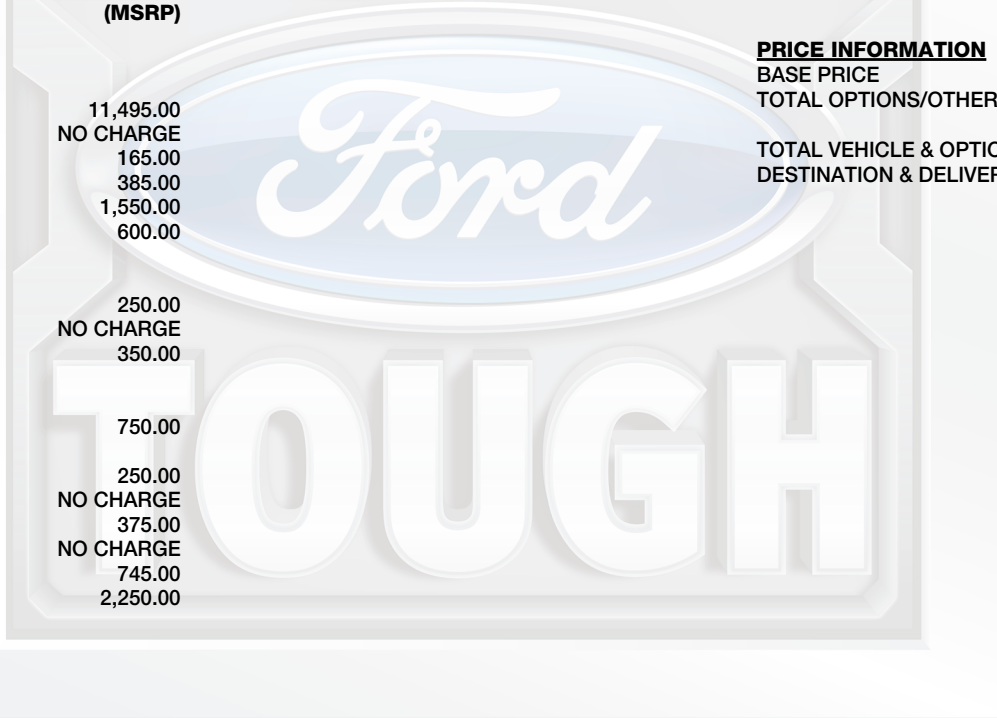 (MSRP)
11,495.00
NO CHARGE
165.00
385.00
1,550.00
600.00
250.00
NO CHARGE
350.00
750.00
250.00
NO CHARGE
375.00
NO CHARGE
745.00
2,250.00
PRICE INFORMATION
BASE PRICE
TOTAL OPTIONS/OTHER
TOTAL VEHICLE & OPTIO
DESTINATION & DELIVER
Ford
TOUGH